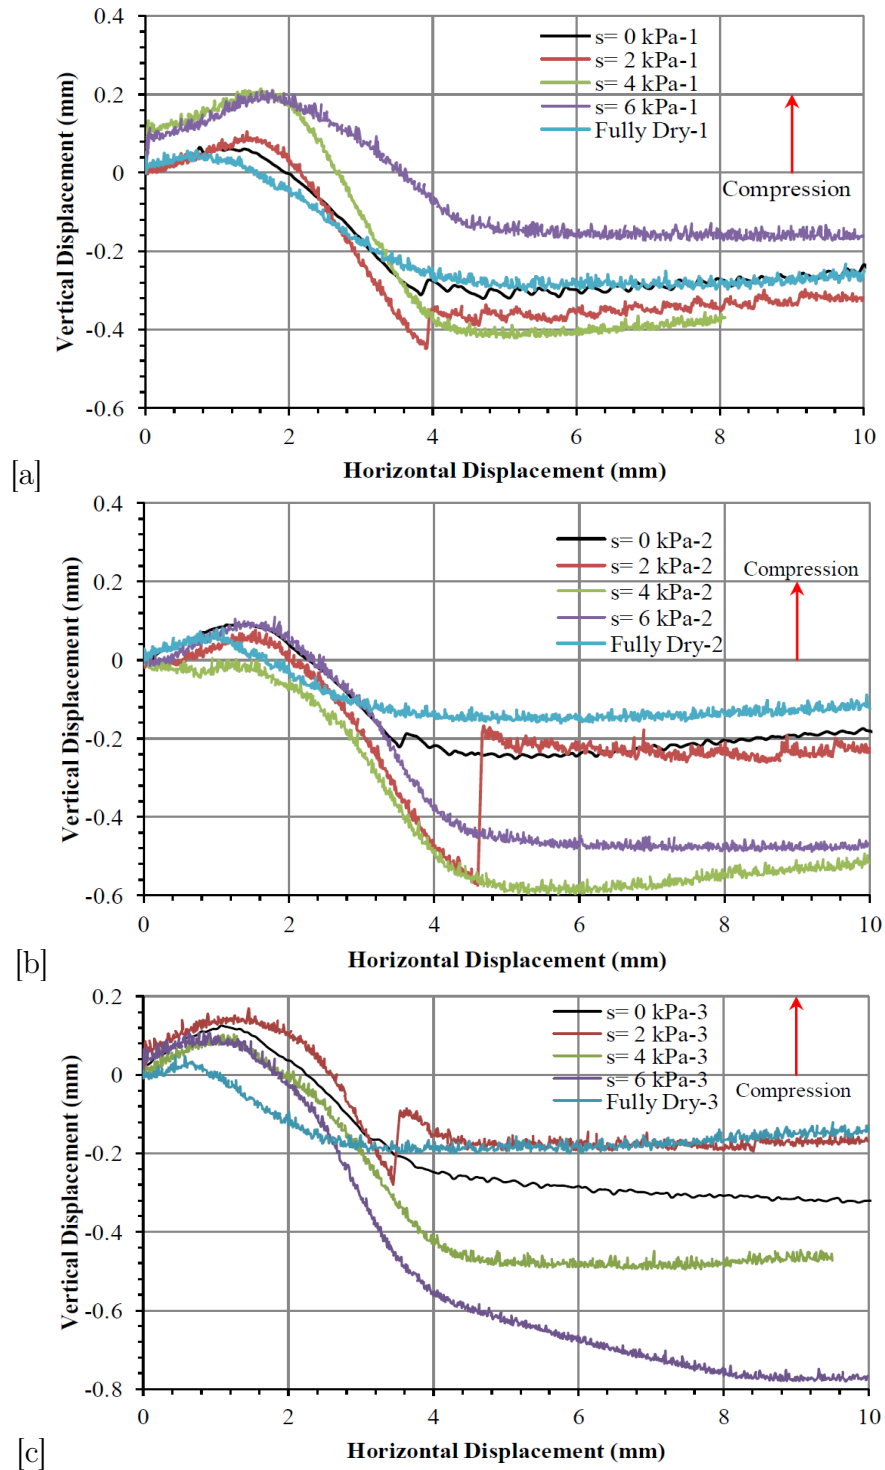 0.4
0.2
0
-0.2
-0.4
-0.6
Vertical Displacement (mm)
s= 0 kPa-1
s= 2 kPa-1
s= 4 kPa-1
s= 6 kPa-1
Fully Dry-1
Compression
0 2 4 6 8 10
Horizontal Displacement (mm)
[a]
0.4
0.2
0
-0.2
-0.4
-0.6
Vertical Displacement (mm)
s= 0 kPa-2
s= 2 kPa-2
s= 4 kPa-2
s= 6 kPa-2
Fully Dry-2
Compression
0 2 4 6 8 10
Horizontal Displacement (mm)
[b]
0.2
0
-0.2
-0.4
-0.6
-0.8
Vertical Displacement (mm)
s= 0 kPa-3
s= 2 kPa-3
s= 4 kPa-3
s= 6 kPa-3
Fully Dry-3
Compression
0 2 4 6 8 10
Horizontal Displacement (mm)
[c]